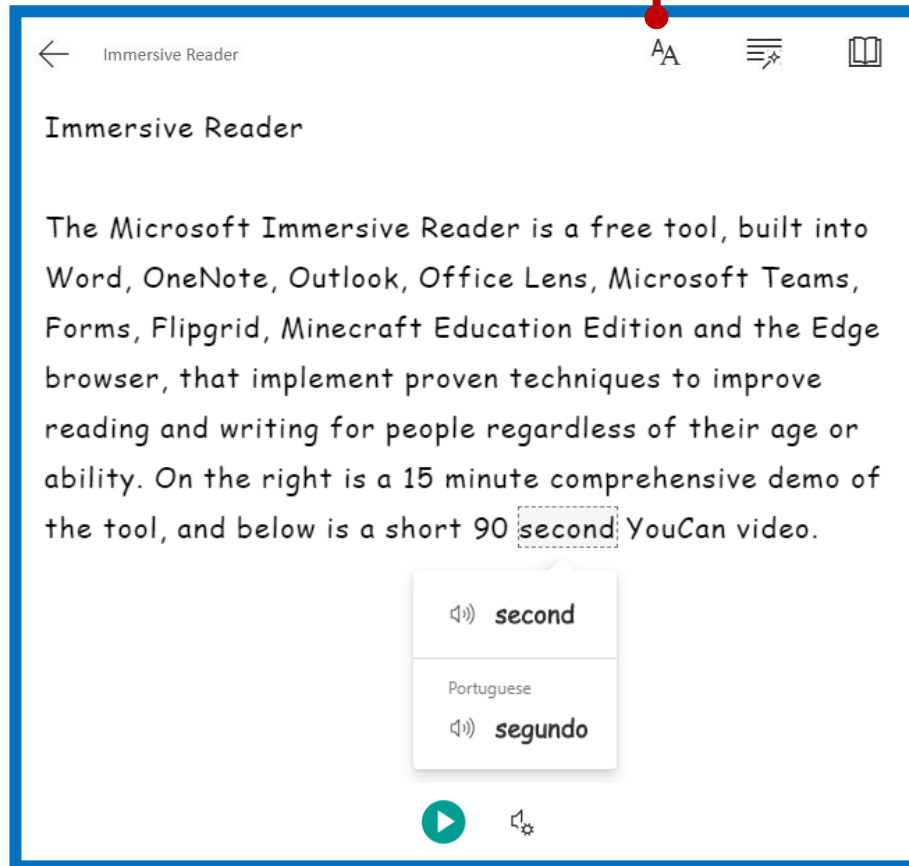 Immersive Reader
AA
Immersive Reader
The Microsoft Immersive Reader is a free tool, built into
Word, OneNote, Outlook, Office Lens, Microsoft Teams,
Forms, Flipgrid, Minecraft Education Edition and the Edge
browser, that implement proven techniques to improve
reading and writing for people regardless of their age or
ability. On the right is a 15 minute comprehensive demo of
the tool, and below is a short 90 second YouCan video.
second
Portuguese
segundo